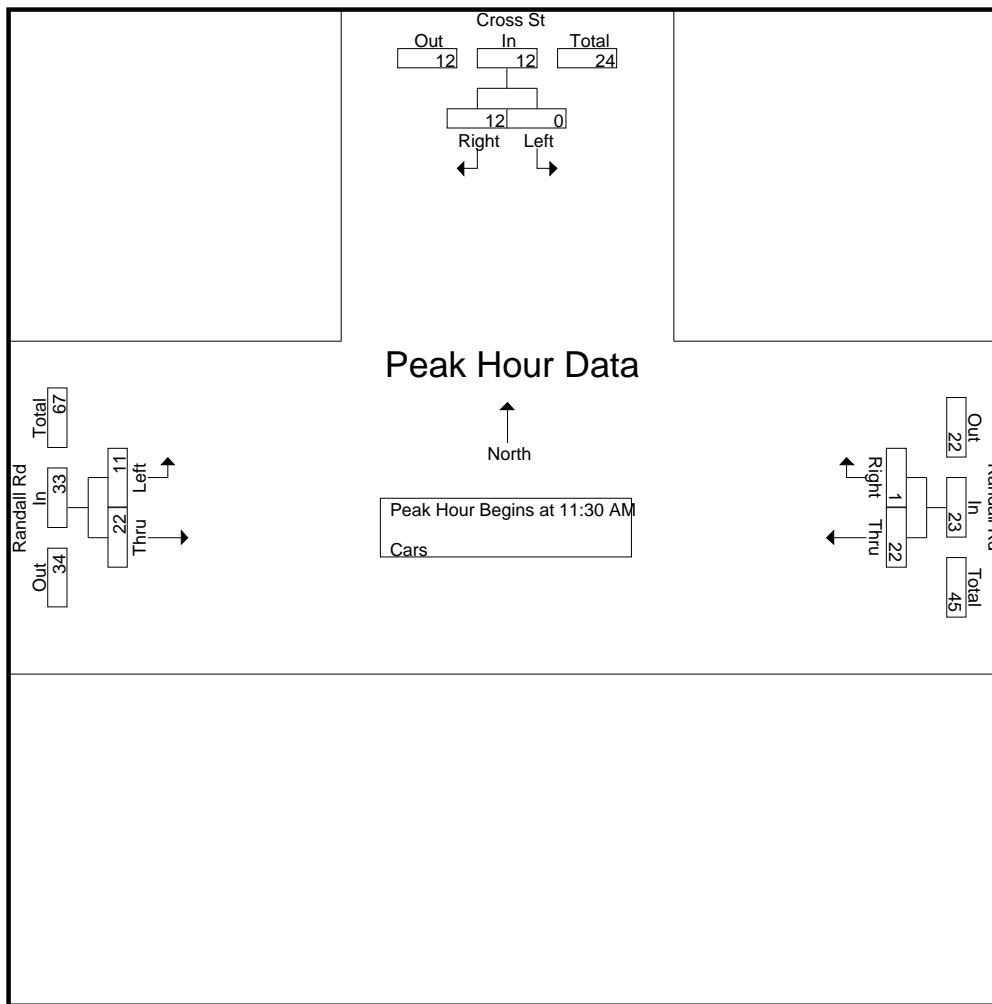 Cross St
Out In Total
12 12 24
12 0
Right Left
Peak Hour Data
North
Peak Hour Begins at 11:30 AM
Cars
Randall Rd
Out In Total
34 33 67
Left Thru
11 22
Randall Rd
Out In Total
22 23 45
Right Thru
1 22